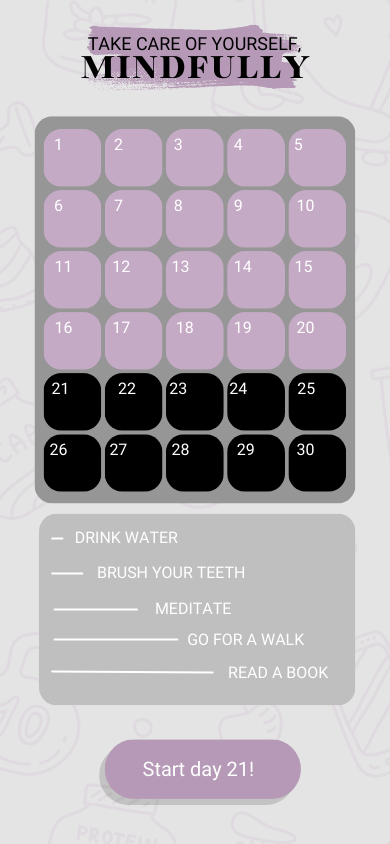 TAKE CARE OF YOURSELF,
MINDFULLY
1 2 3 4 5
6 7 8 9 10
11 12 13 14 15
16 17 18 19 20
21 22 23 24 25
26 27 28 29 30
DRINK WATER
BRUSH YOUR TEETH
MEDITATE
GO FOR A WALK
READ A BOOK
10
Start day 21!
PROTEIN